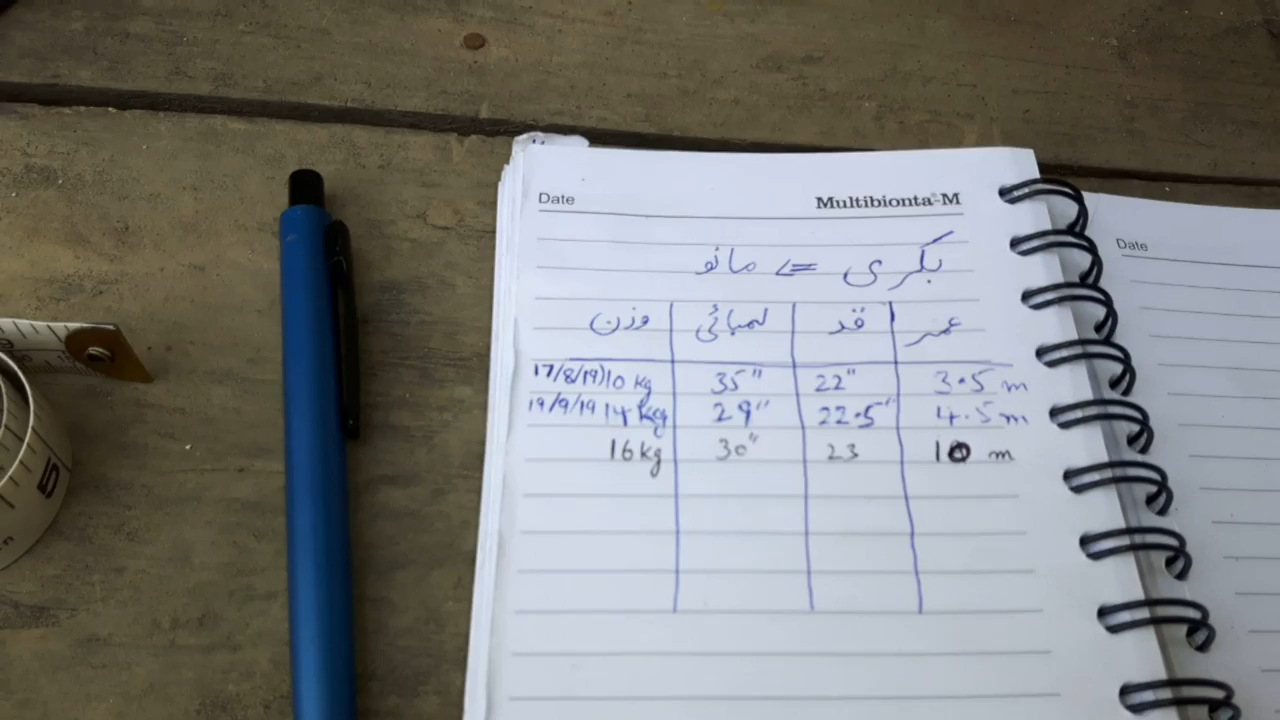 Date Multibionta-M
بکری => مانو
عمر قد لمبائی وزن
17/8/19) 10 kg 35" 22" 3.5 m
19/9/19 14 kg 29" 22.5" 4.5 m
16 kg 30" 23 10 m
Date
5